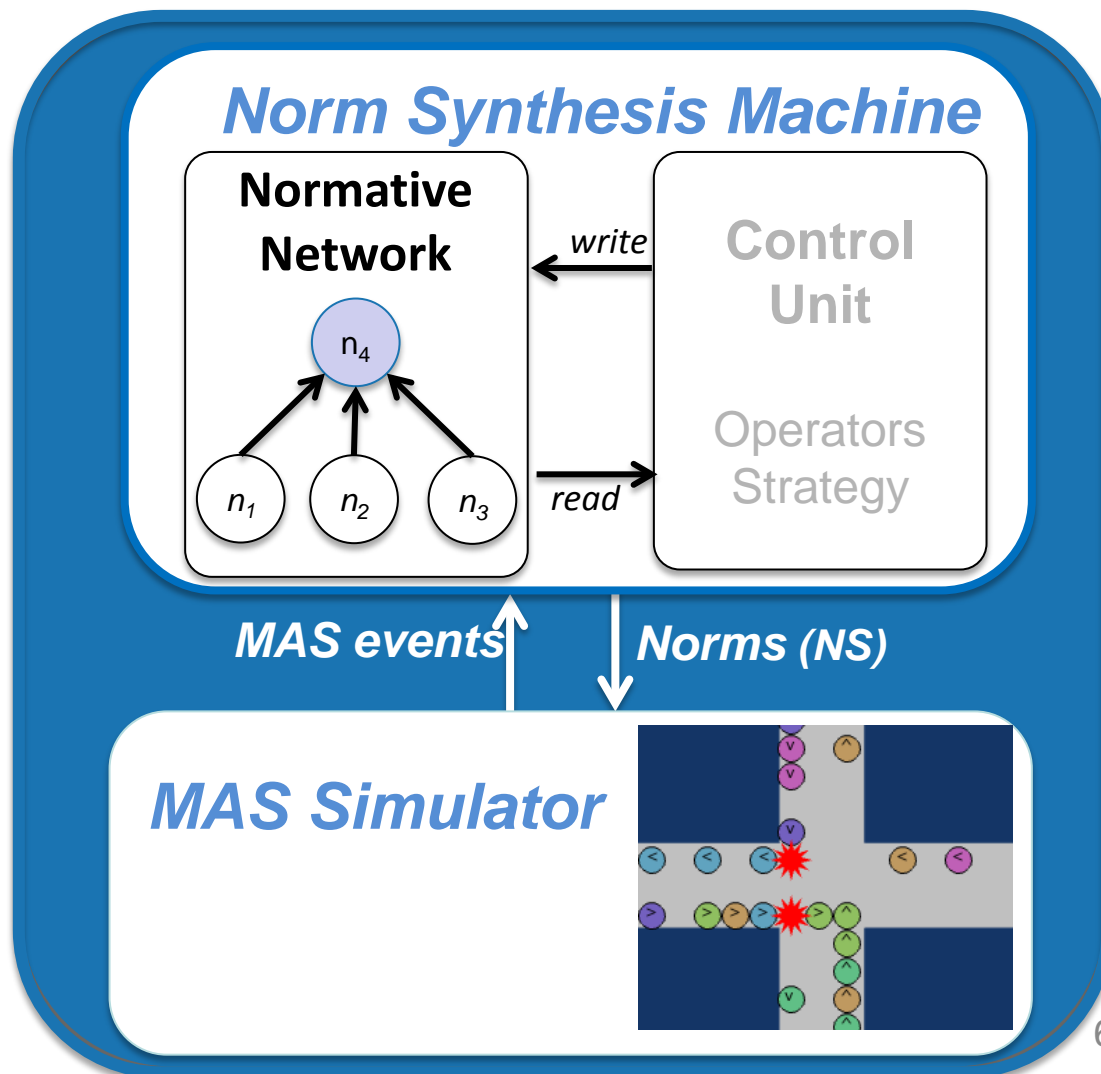 Norm Synthesis Machine
Normative
Network
n4
n1
n2
n3
write
read
Control
Unit
Operators
Strategy
MAS events
Norms (NS)
MAS Simulator
v
^
v
v
v
< < < < <
> > > > > ^
^
^
v ^
^
6